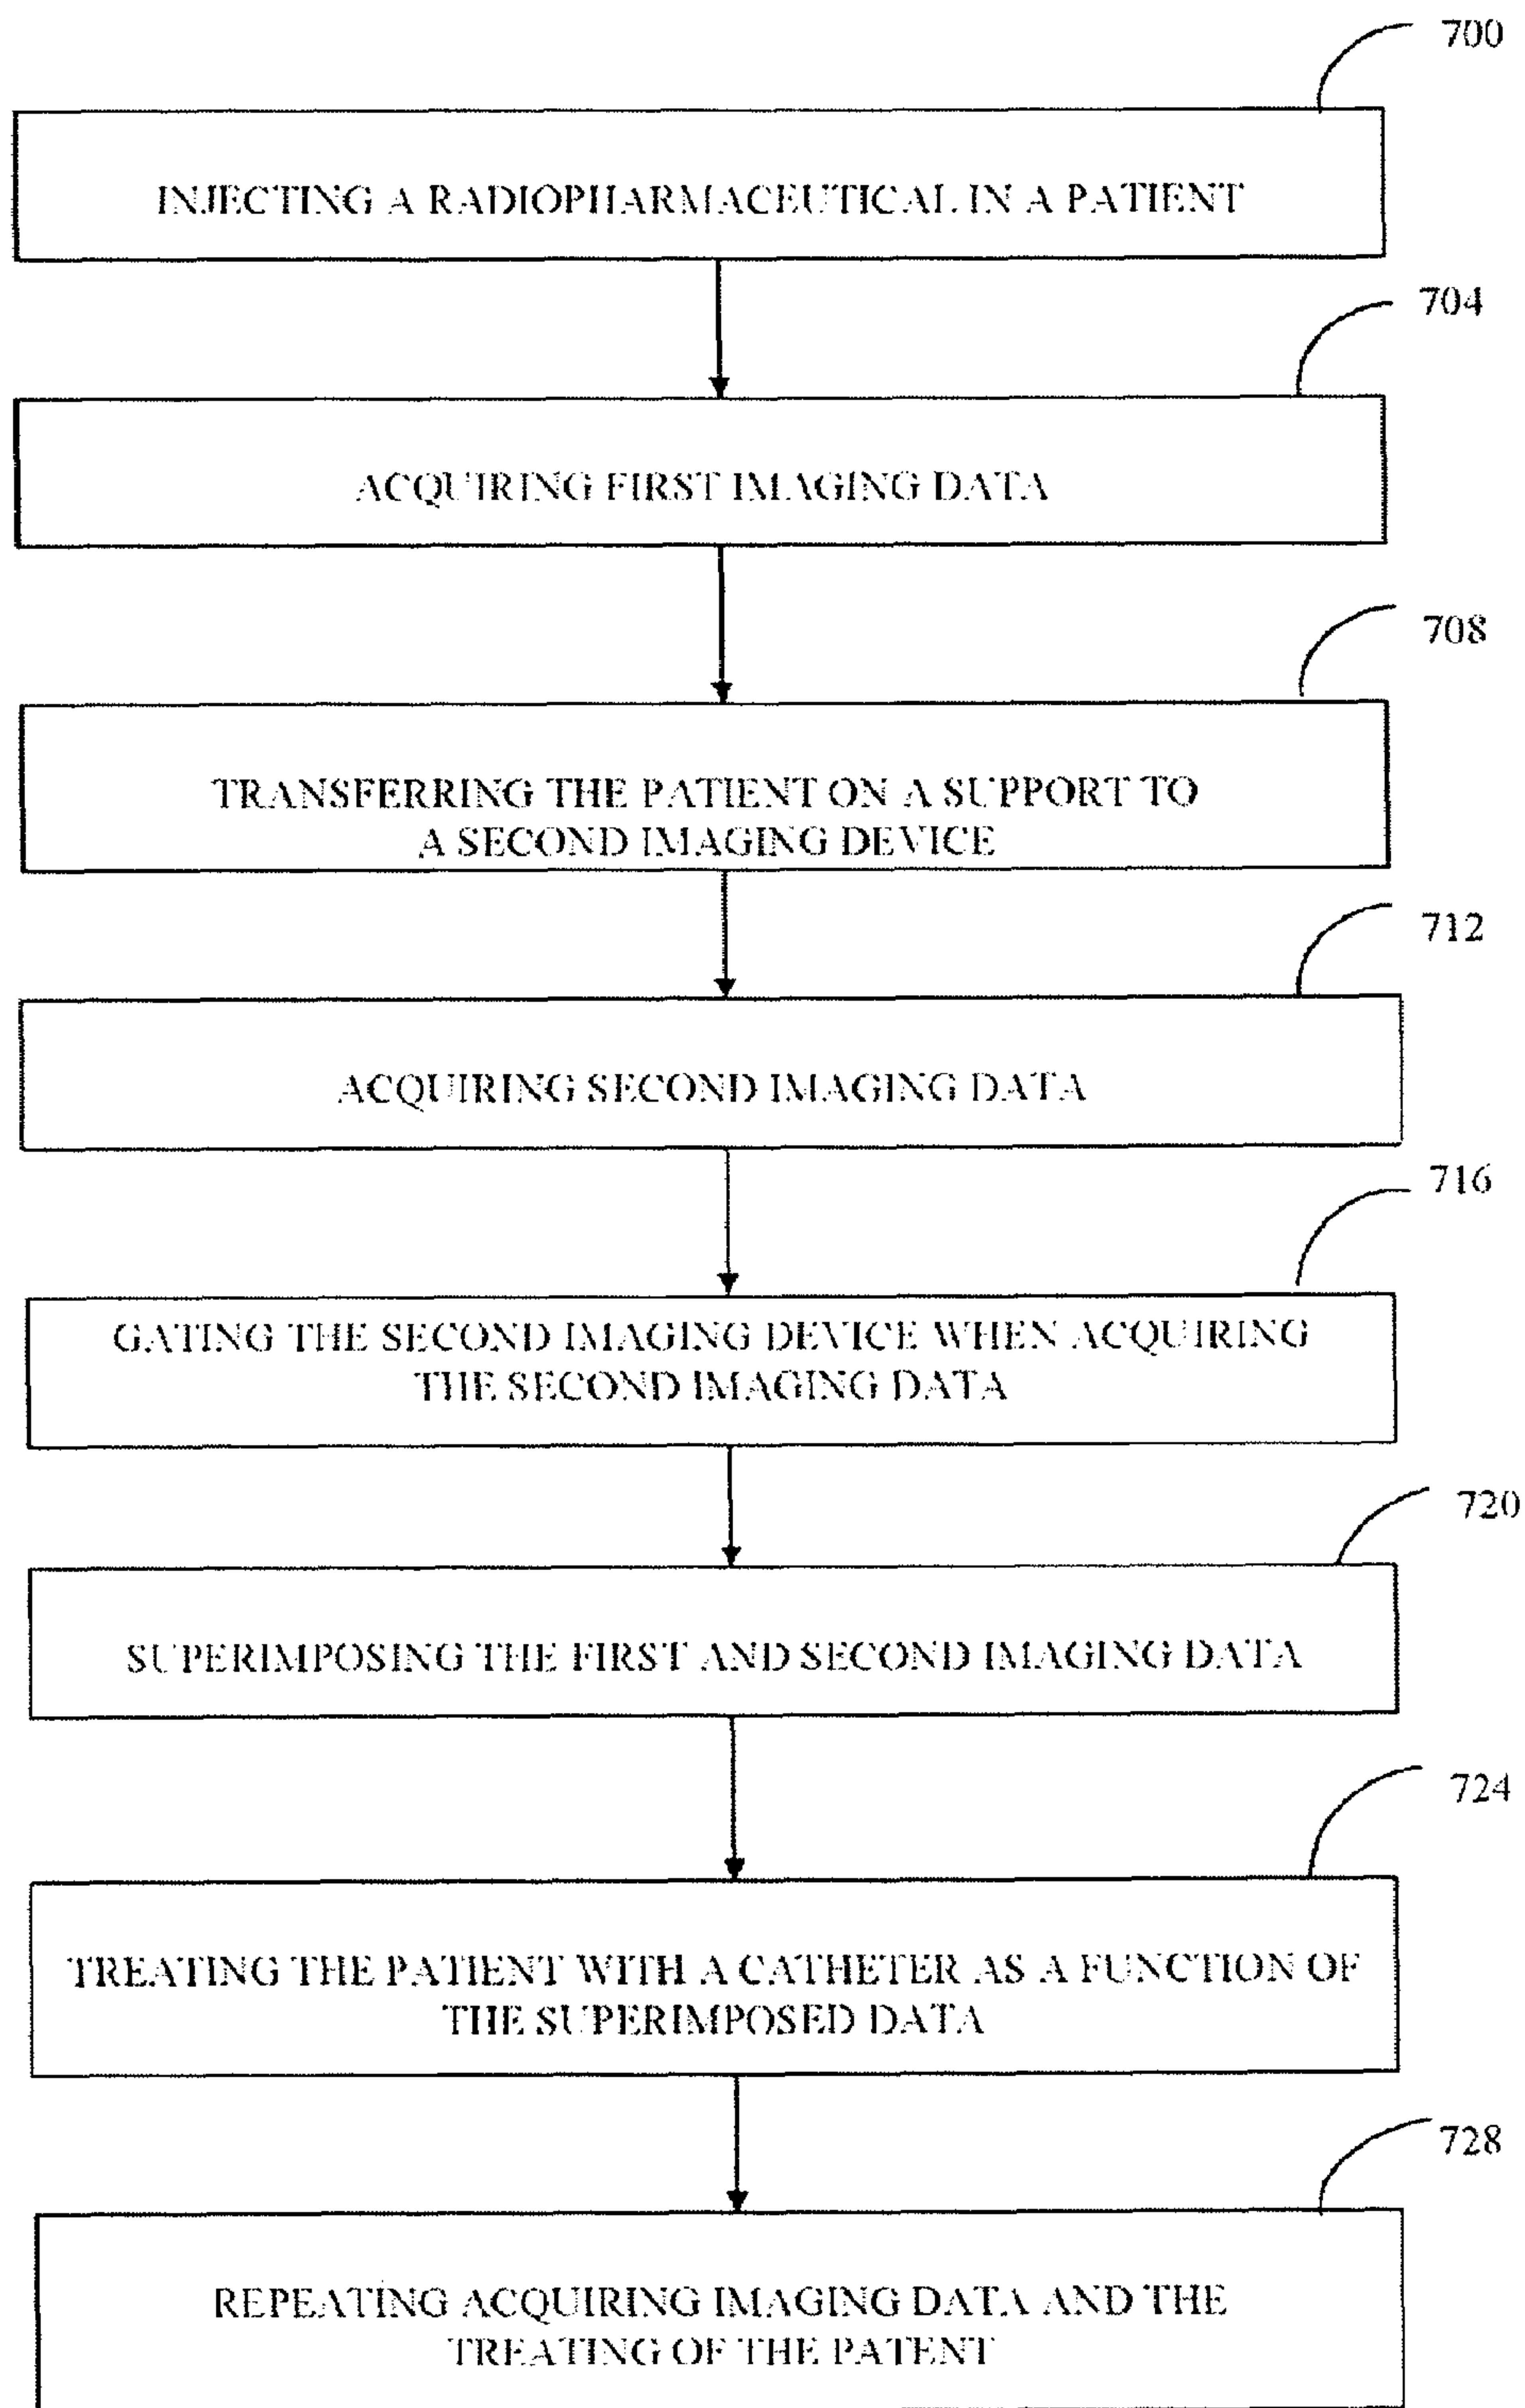 700
INJECTING A RADIOPHARMACEUTICAL IN A PATIENT
704
ACQUIRING FIRST IMAGING DATA
708
TRANSFERRING THE PATIENT ON A SUPPORT TO
A SECOND IMAGING DEVICE
712
ACQUIRING SECOND IMAGING DATA
716
GATING THE SECOND IMAGING DEVICE WHEN ACQUIRING
THE SECOND IMAGING DATA
720
SUPERIMPOSING THE FIRST AND SECOND IMAGING DATA
724
TREATING THE PATIENT WITH A CATHETER AS A FUNCTION OF
THE SUPERIMPOSED DATA
728
REPEATING ACQUIRING IMAGING DATA AND THE
TREATING OF THE PATENT